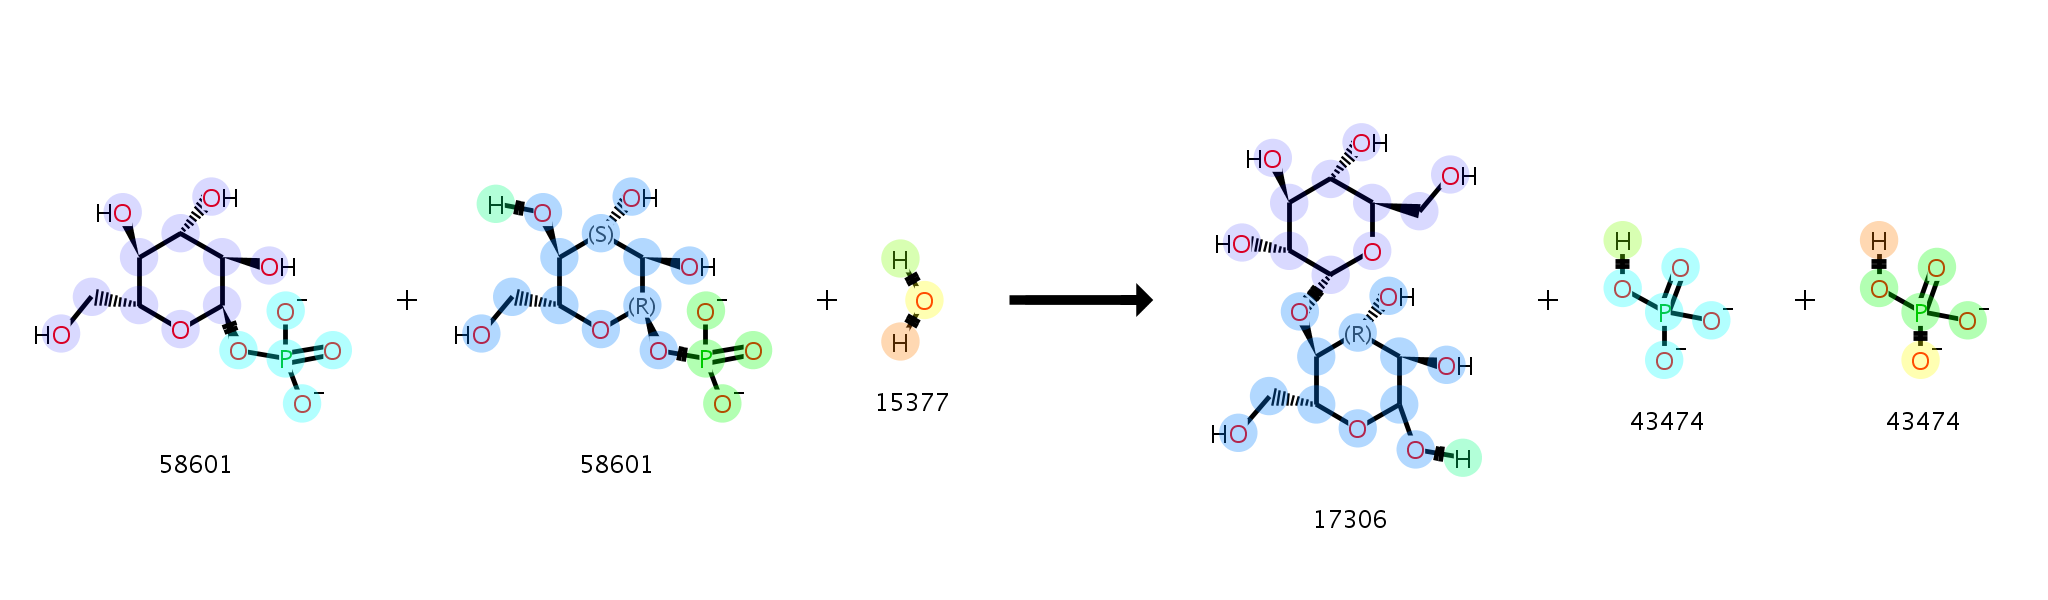 HO OH OH HO O O O⁻ P O O⁻
+
H O (S) OH OH (R) HO O O O⁻ P O O⁻
+
H O H
HO OH OH HO O O OH (R) OH HO O O H
+
H O O P O⁻ O⁻
+
H O O P O⁻ O⁻
58601
58601
15377
17306
43474
43474